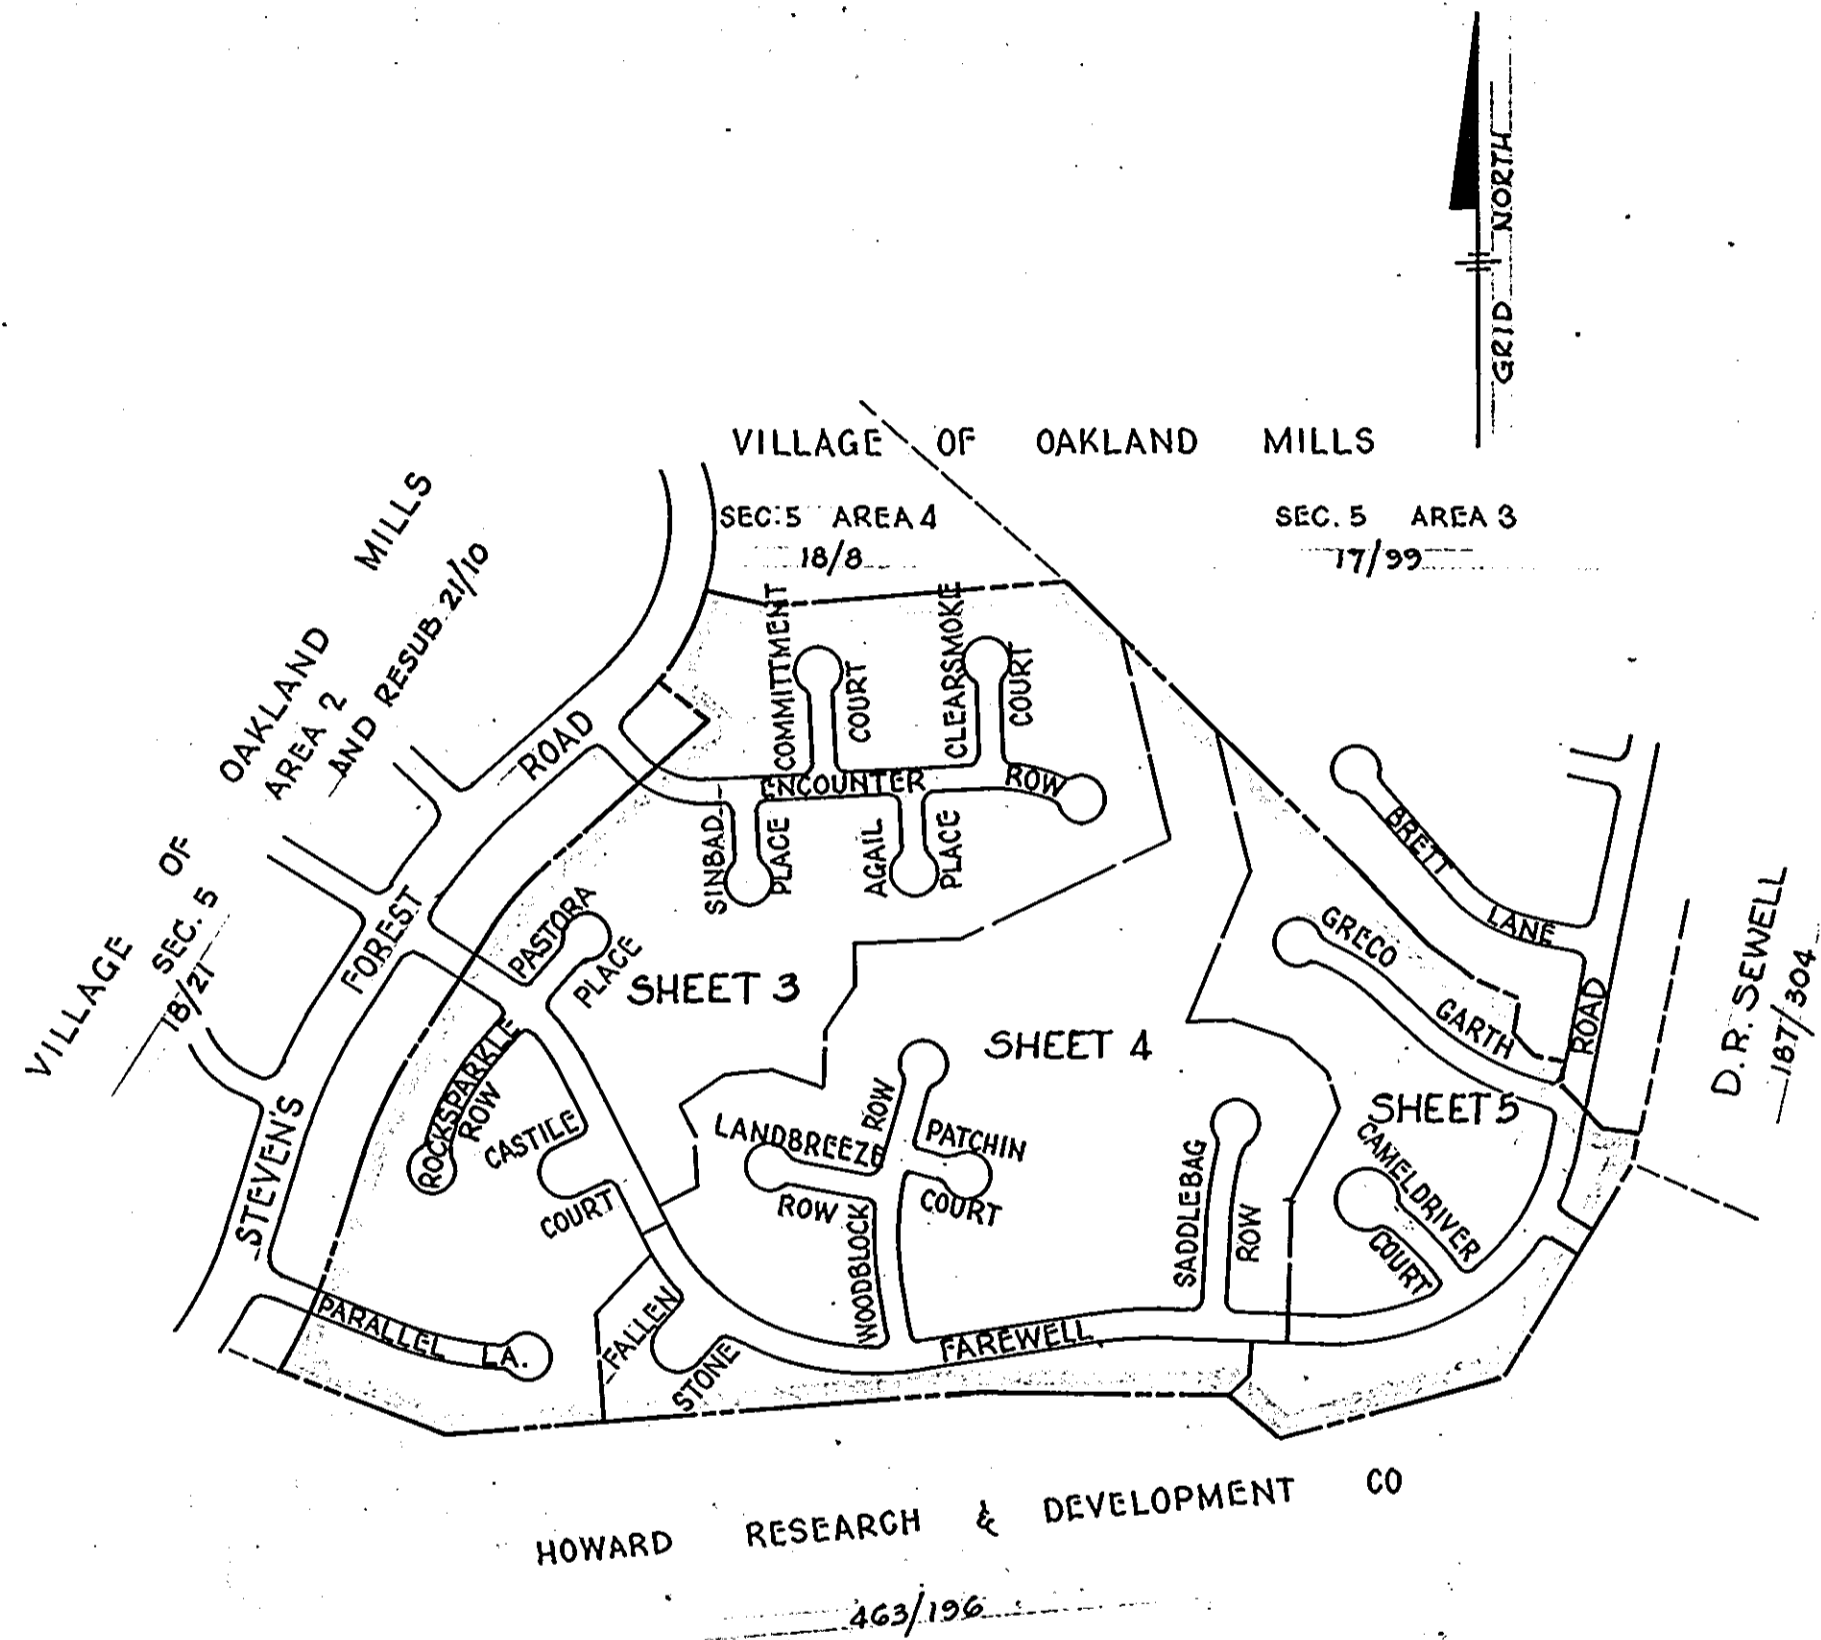 GRID NORTH
VILLAGE OF OAKLAND MILLS
SEC. 5 AREA 4
18/8
SEC. 5 AREA 3
17/99
VILLAGE OF OAKLAND MILLS
SEC. 5 AREA 2
18/21 AND RESUB. 21/10
STEVEN'S FOREST ROAD
COMMITTMENT COURT
CLEARSMOKE COURT
ENCOUNTER ROW
SINBAD PLACE
AGAIL PLACE
BRETT LANE
PASTORA PLACE
SHEET 3
GRECO GARTH
ROAD
D.R. SEWELL
187/304
SHEET 4
ROCKSPARKLE ROW
CASTILE COURT
LANDBREEZE ROW
ROW
PATCHIN COURT
WOODBLOCK
SADDLEBAG ROW
SHEET 5
CAMELDRIVER COURT
PARALLEL LA.
FALLEN STONE
FAREWELL
HOWARD RESEARCH & DEVELOPMENT CO
463/196